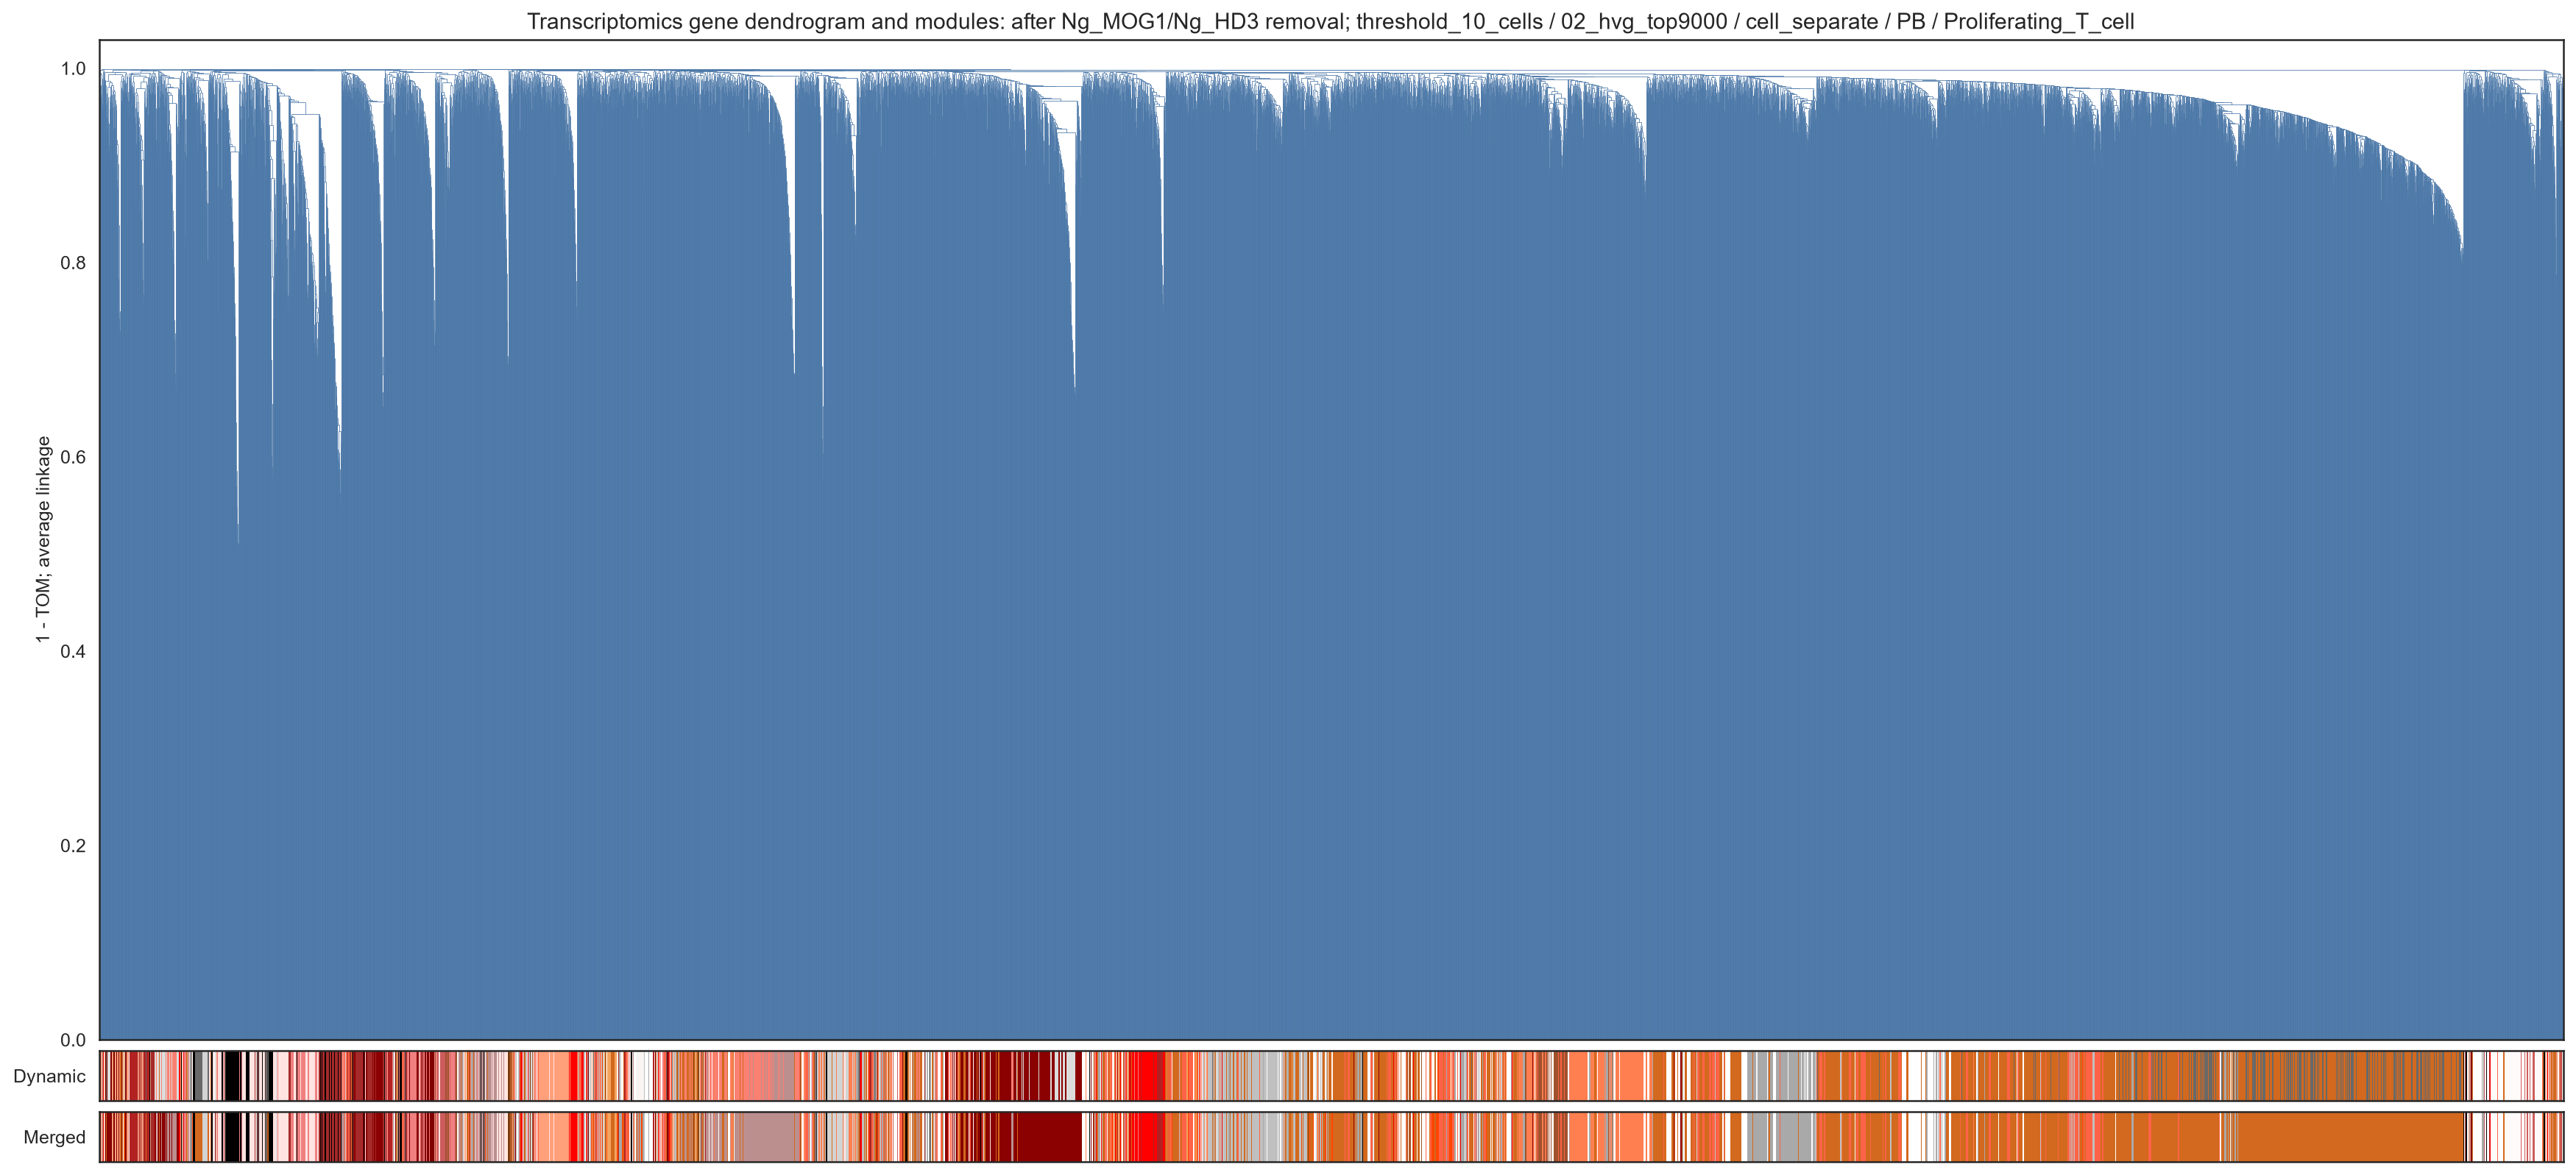 Transcriptomics gene dendrogram and modules: after Ng_MOG1/Ng_HD3 removal; threshold_10_cells / 02_hvg_top9000 / cell_separate / PB / Proliferating_T_cell
1.0
0.8
0.6
0.4
0.2
0.0
1 - TOM; average linkage
Dynamic
Merged